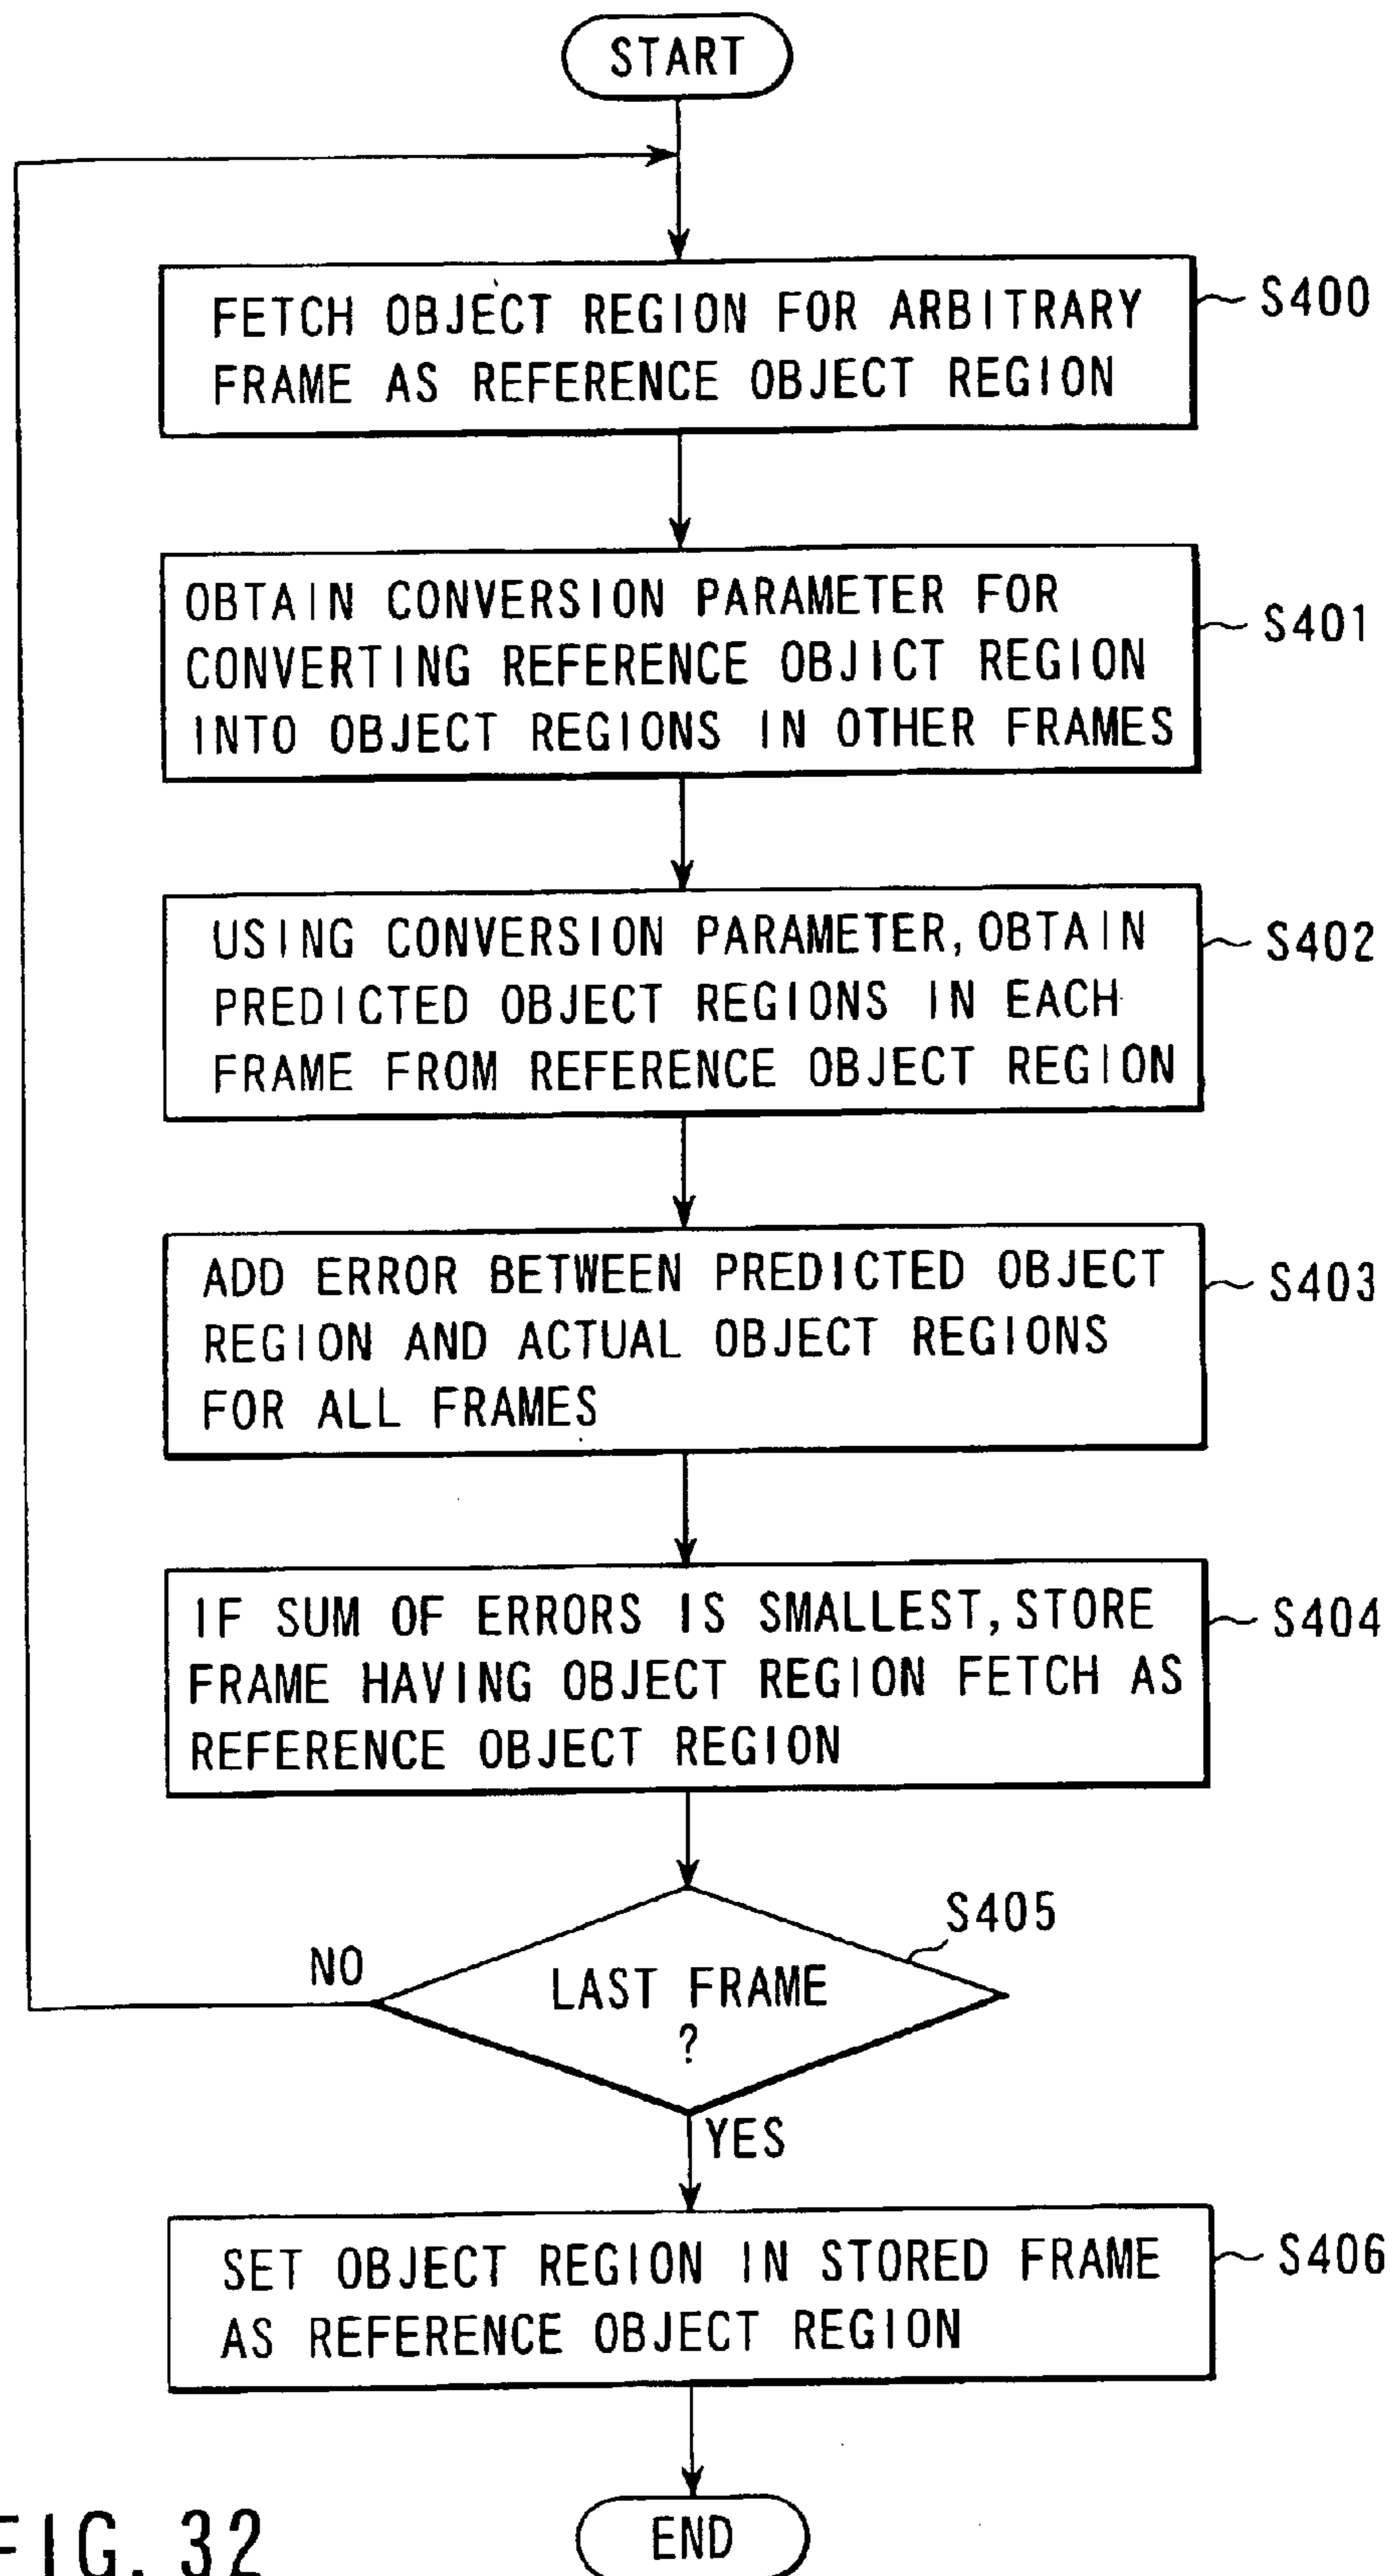 START
FETCH OBJECT REGION FOR ARBITRARY
FRAME AS REFERENCE OBJECT REGION
S400
OBTAIN CONVERSION PARAMETER FOR
CONVERTING REFERENCE OBJICT REGION
INTO OBJECT REGIONS IN OTHER FRAMES
S401
USING CONVERSION PARAMETER, OBTAIN
PREDICTED OBJECT REGIONS IN EACH
FRAME FROM REFERENCE OBJECT REGION
S402
ADD ERROR BETWEEN PREDICTED OBJECT
REGION AND ACTUAL OBJECT REGIONS
FOR ALL FRAMES
S403
IF SUM OF ERRORS IS SMALLEST, STORE
FRAME HAVING OBJECT REGION FETCH AS
REFERENCE OBJECT REGION
S404
S405
NO
LAST FRAME
?
YES
SET OBJECT REGION IN STORED FRAME
AS REFERENCE OBJECT REGION
S406
END
FIG. 32